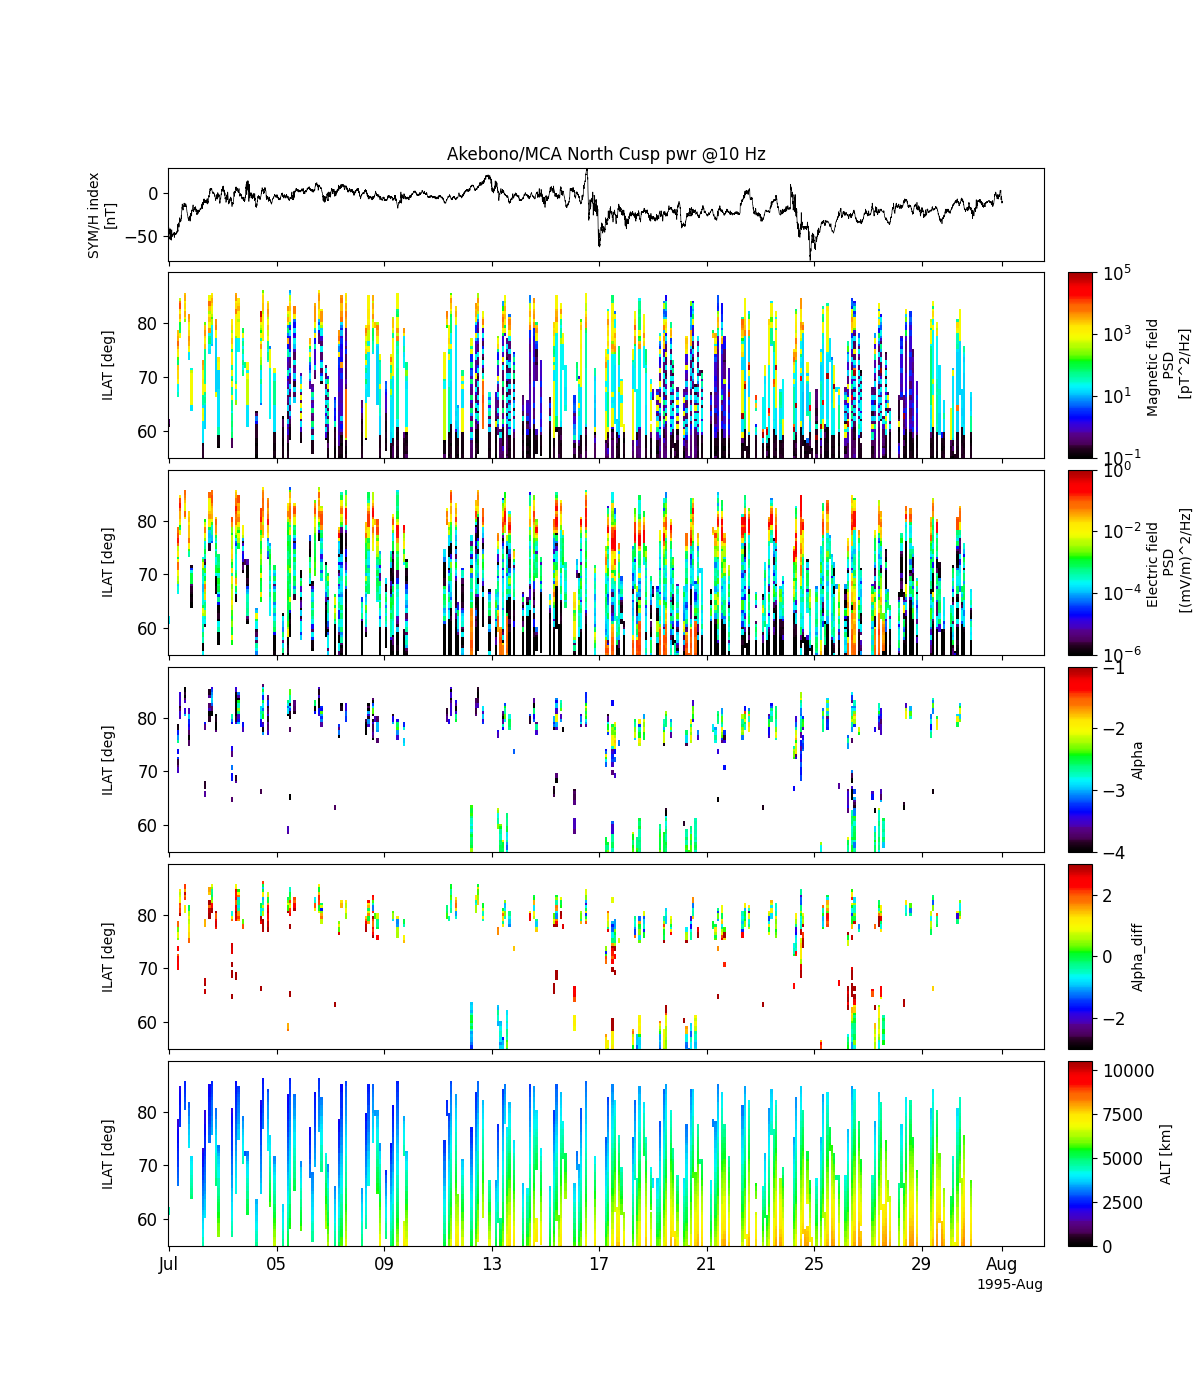 Akebono/MCA North Cusp pwr @10 Hz
SYM/H index
[nT]
0
−50
ILAT [deg]
80
70
60
10^5
10^3
10^1
10^−1
Magnetic field
PSD
[pT^2/Hz]
ILAT [deg]
80
70
60
10^0
10^−2
10^−4
10^−6
Electric field
PSD
[(mV/m)^2/Hz]
ILAT [deg]
80
70
60
−1
−2
−3
−4
Alpha
ILAT [deg]
80
70
60
2
0
−2
Alpha_diff
ILAT [deg]
80
70
60
10000
7500
5000
2500
0
ALT [km]
Jul 05 09 13 17 21 25 29 Aug
1995-Aug